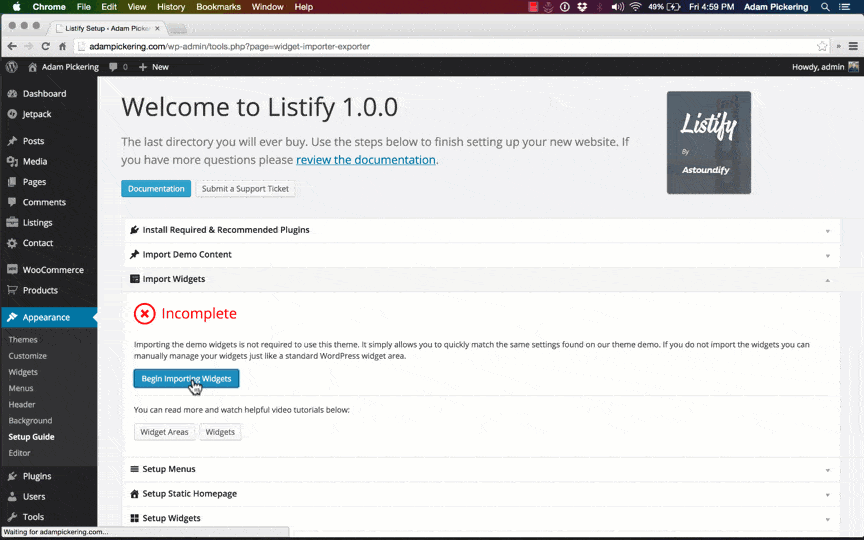 Chrome File Edit View History Bookmarks Window Help 49% Fri 4:59 PM Adam Pickering
Listify Setup ‹ Adam Picker
adampickering.com/wp-admin/tools.php?page=widget-importer-exporter
Adam Pickering 0 + New Howdy, admin
Dashboard
Jetpack
Posts
Media
Pages
Comments
Listings
Contact
WooCommerce
Products
Appearance
Themes
Customize
Widgets
Menus
Header
Background
Setup Guide
Editor
Plugins
Users
Tools
Welcome to Listify 1.0.0
The last directory you will ever buy. Use the steps below to finish setting up your new website. If
you have more questions please review the documentation.
Documentation Submit a Support Ticket
Listify
By
Astoundify
Install Required & Recommended Plugins
Import Demo Content
Import Widgets
Incomplete
Importing the demo widgets is not required to use this theme. It simply allows you to quickly match the same settings found on our theme demo. If you do not import the widgets you can
manually manage your widgets just like a standard WordPress widget area.
Begin Importing Widgets
You can read more and watch helpful video tutorials below:
Widget Areas Widgets
Setup Menus
Setup Static Homepage
Setup Widgets
Waiting for adampickering.com...